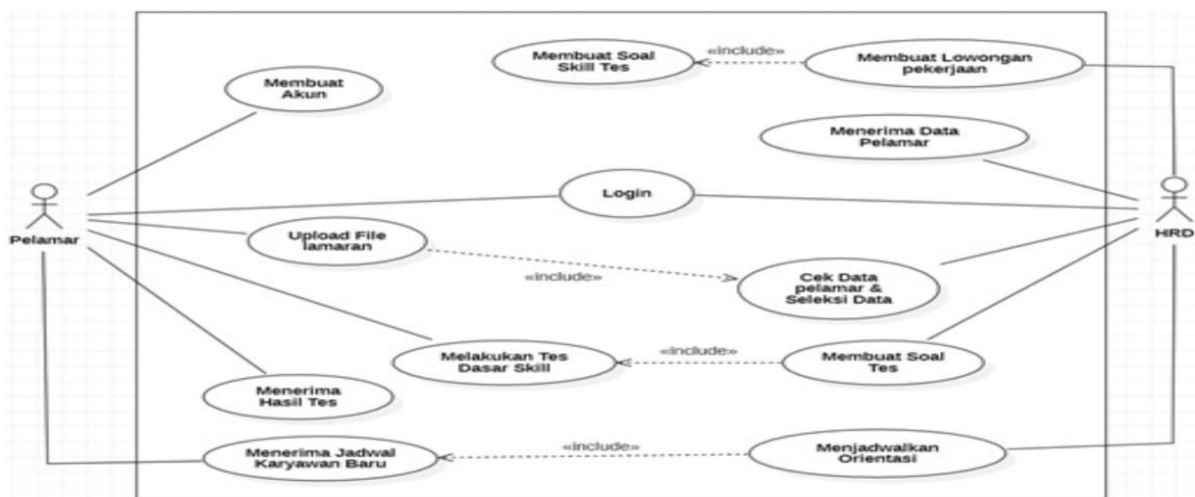 Membuat Soal
Skill Tes
«include»
Membuat Lowongan
pekerjaan
Membuat
Akun
Menerima Data
Pelamar
Login
Pelamar
HRD
Upload File
lamaran
«include»
Cek Data
pelamar &
Seleksi Data
Melakukan Tes
Dasar Skill
«include»
Membuat Soal
Tes
Menerima
Hasil Tes
Menerima Jadwal
Karyawan Baru
«include»
Menjadwalkan
Orientasi